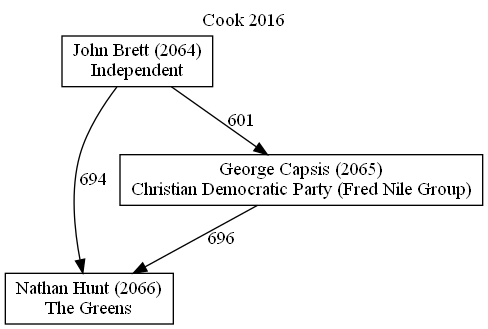 Cook 2016
John Brett (2064)
Independent
601
George Capsis (2065)
Christian Democratic Party (Fred Nile Group)
694
696
Nathan Hunt (2066)
The Greens